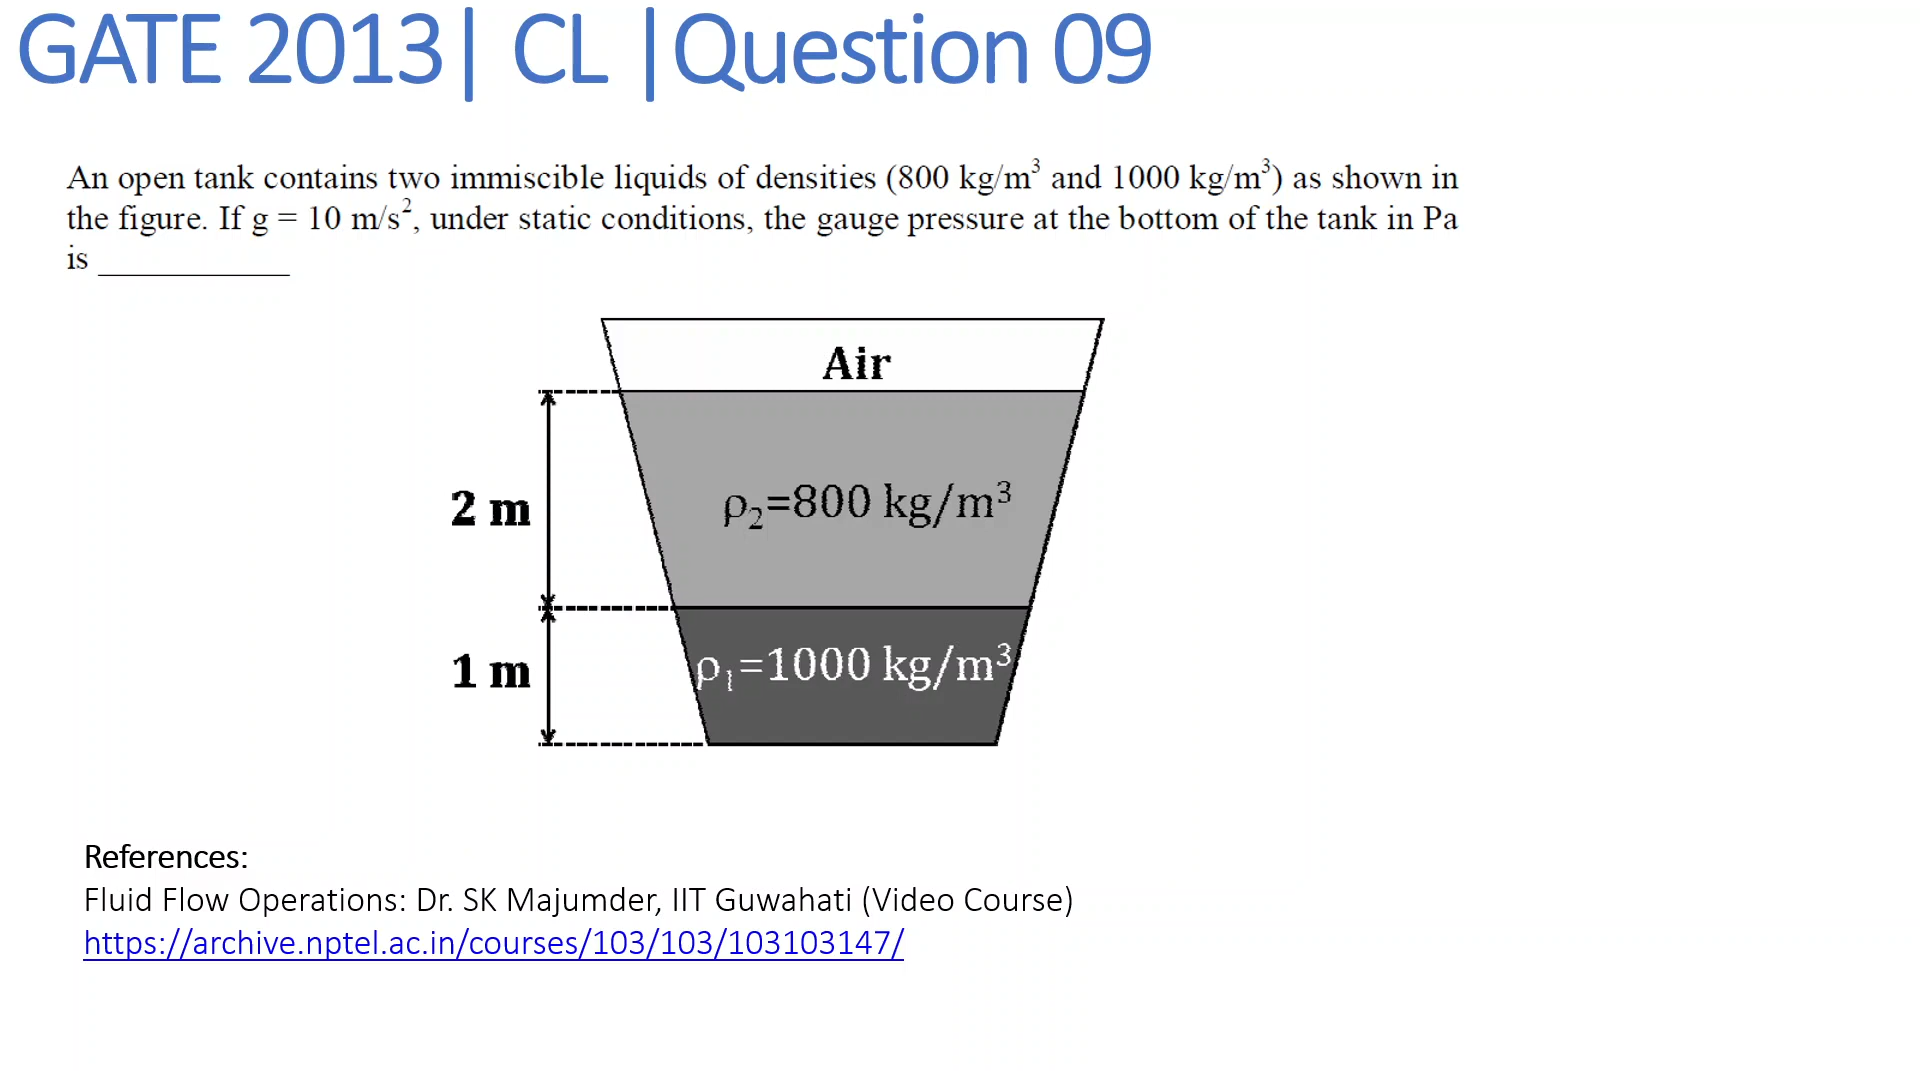 GATE 2013| CL |Question 09
An open tank contains two immiscible liquids of densities (800 kg/m³ and 1000 kg/m³) as shown in
the figure. If g = 10 m/s², under static conditions, the gauge pressure at the bottom of the tank in Pa
is ___________
Air
2 m
ρ₂=800 kg/m³
1 m
ρ₁=1000 kg/m³
References:
Fluid Flow Operations: Dr. SK Majumder, IIT Guwahati (Video Course)
https://archive.nptel.ac.in/courses/103/103/103103147/